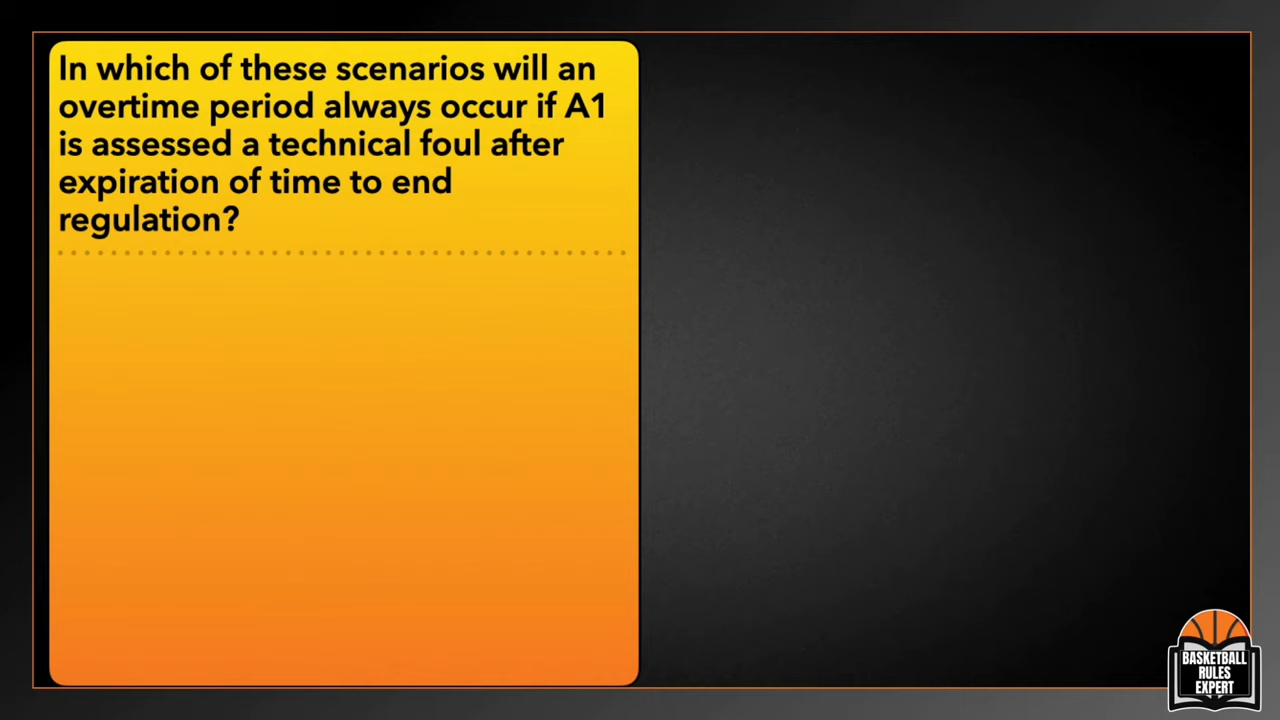 In which of these scenarios will an
overtime period always occur if A1
is assessed a technical foul after
expiration of time to end
regulation?
BASKETBALL
RULES
EXPERT